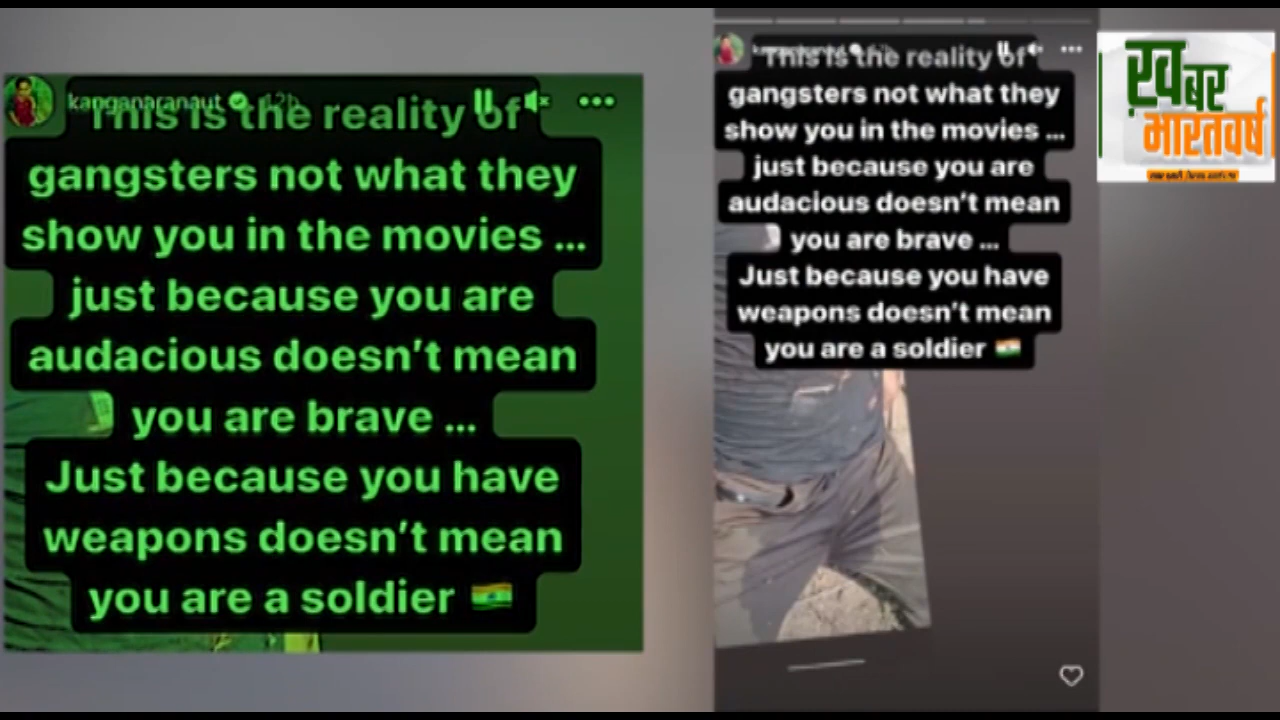 kanganaranaut 12h
This is the reality of
gangsters not what they
show you in the movies ...
just because you are
audacious doesn't mean
you are brave ...
Just because you have
weapons doesn't mean
you are a soldier 🇮🇳
This is the reality of
gangsters not what they
show you in the movies ...
just because you are
audacious doesn't mean
you are brave ...
Just because you have
weapons doesn't mean
you are a soldier 🇮🇳
ख़बर
भारतवर्ष